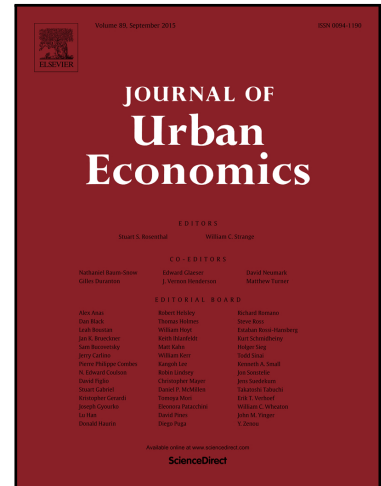 Volume 89, September 2015
ISSN 0094-1190
ELSEVIER
JOURNAL OF
Urban
Economics
EDITORS
Stuart S. Rosenthal William C. Strange
CO-EDITORS
Nathaniel Baum-Snow Edward Glaeser David Neumark
Gilles Duranton J. Vernon Henderson Matthew Turner
EDITORIAL BOARD
Alex Anas Robert Helsley Richard Romano
Dan Black Thomas Holmes Steve Ross
Leah Boustan William Hoyt Esteban Rossi-Hansberg
Jan K. Brueckner Keith Ihlanfeldt Kurt Schmidheiny
Sam Bucovetsky Matt Kahn Holger Sieg
Jerry Carlino William Kerr Todd Sinai
Pierre Philippe Combes Kangoh Lee Kenneth A. Small
N. Edward Coulson Robin Lindsey Jon Sonstelie
David Figlio Christopher Mayer Jens Suedekum
Stuart Gabriel Daniel P. McMillen Takatoshi Tabuchi
Kristopher Gerardi Tomoya Mori Erik T. Verhoef
Joseph Gyourko Eleonora Patacchini William C. Wheaton
Lu Han David Pines John M. Yinger
Donald Haurin Diego Puga Y. Zenou
Available online at www.sciencedirect.com
ScienceDirect